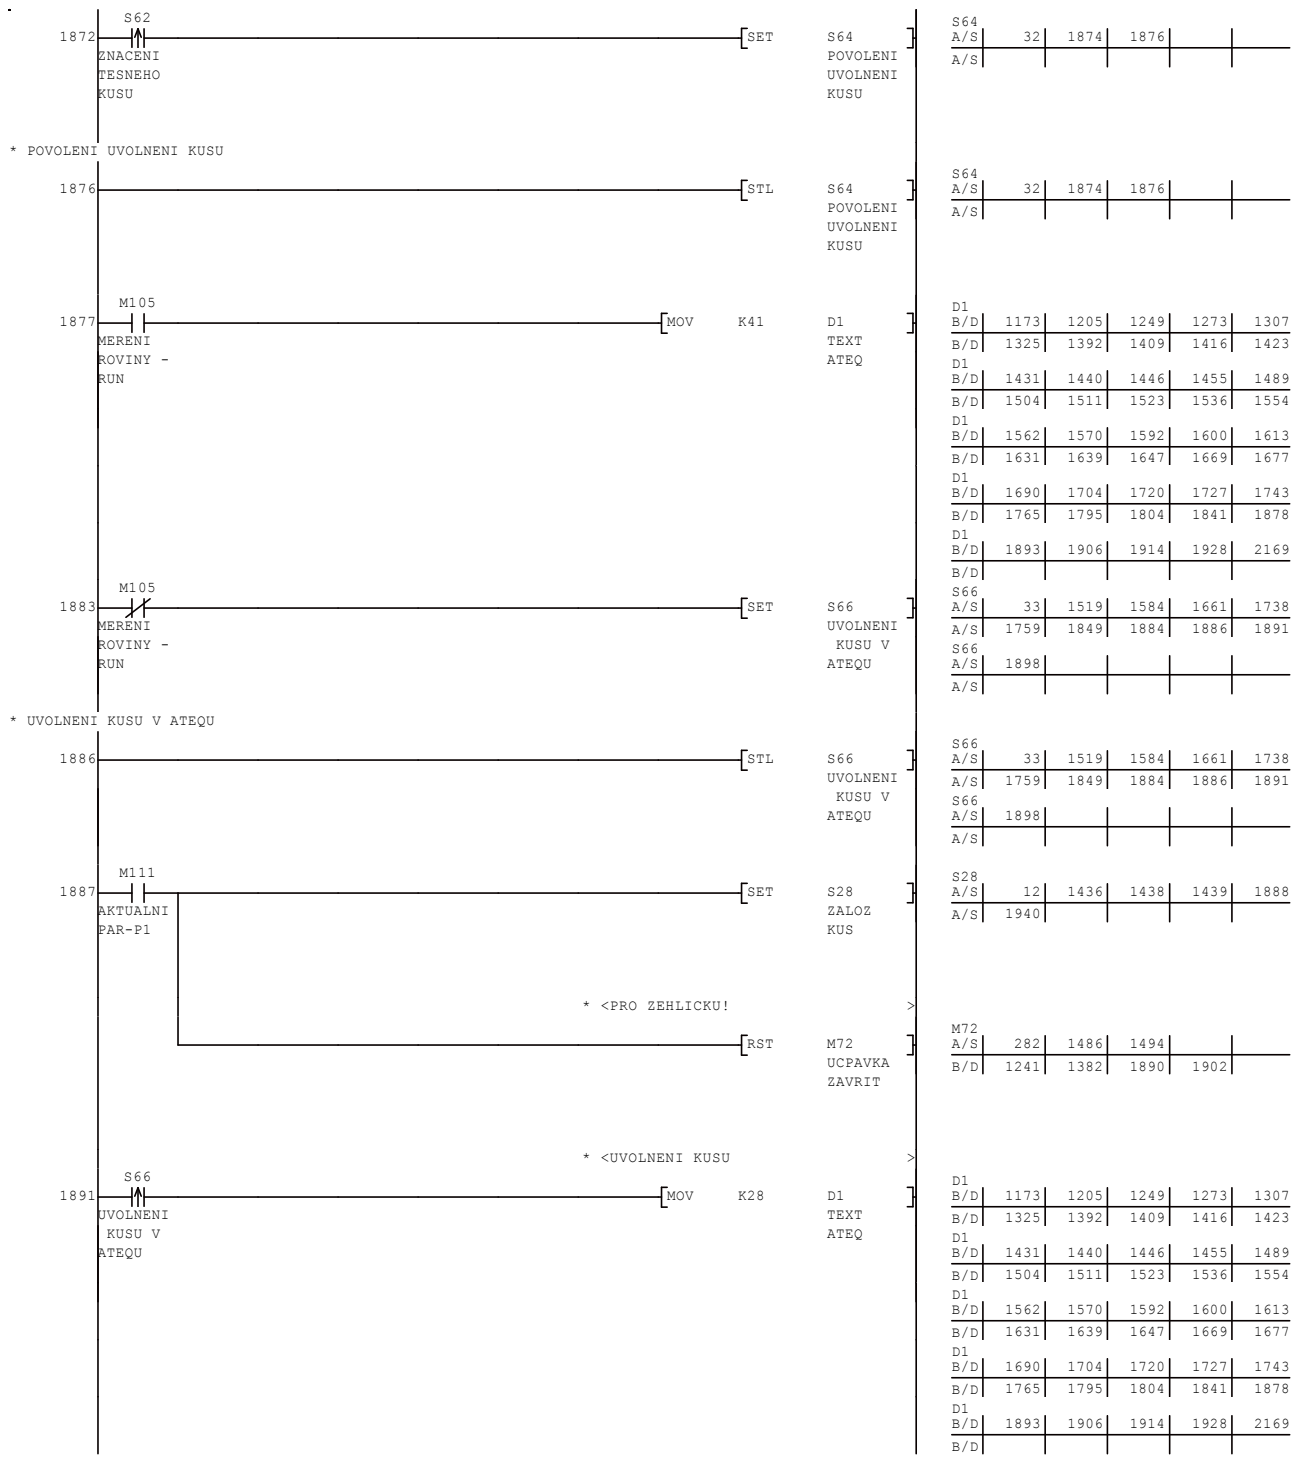 S62
1872 SET S64 S64
ZNACENI POVOLENI A/S 32 1874 1876
TESNEHO UVOLNENI A/S
KUSU KUSU
* POVOLENI UVOLNENI KUSU
1876 STL S64 S64
POVOLENI A/S 32 1874 1876
UVOLNENI A/S
KUSU
M105
1877 MOV K41 D1 D1
MERENI TEXT B/D 1173 1205 1249 1273 1307
ROVINY - ATEQ B/D 1325 1392 1409 1416 1423
RUN D1
B/D 1431 1440 1446 1455 1489
B/D 1504 1511 1523 1536 1554
D1
B/D 1562 1570 1592 1600 1613
B/D 1631 1639 1647 1669 1677
D1
B/D 1690 1704 1720 1727 1743
B/D 1765 1795 1804 1841 1878
D1
B/D 1893 1906 1914 1928 2169
B/D
M105
1883 SET S66 S66
MERENI UVOLNENI A/S 33 1519 1584 1661 1738
ROVINY - KUSU V A/S 1759 1849 1884 1886 1891
RUN ATEQU S66
A/S 1898
A/S
* UVOLNENI KUSU V ATEQU
1886 STL S66 S66
UVOLNENI A/S 33 1519 1584 1661 1738
KUSU V A/S 1759 1849 1884 1886 1891
ATEQU S66
A/S 1898
A/S
M111
1887 SET S28 S28
AKTUALNI ZALOZ A/S 12 1436 1438 1439 1888
PAR-P1 KUS A/S 1940
* <PRO ZEHLICKU! >
RST M72 M72
UCPAVKA A/S 282 1486 1494
ZAVRIT B/D 1241 1382 1890 1902
* <UVOLNENI KUSU >
S66
1891 MOV K28 D1 D1
UVOLNENI TEXT B/D 1173 1205 1249 1273 1307
KUSU V ATEQ B/D 1325 1392 1409 1416 1423
ATEQU D1
B/D 1431 1440 1446 1455 1489
B/D 1504 1511 1523 1536 1554
D1
B/D 1562 1570 1592 1600 1613
B/D 1631 1639 1647 1669 1677
D1
B/D 1690 1704 1720 1727 1743
B/D 1765 1795 1804 1841 1878
D1
B/D 1893 1906 1914 1928 2169
B/D